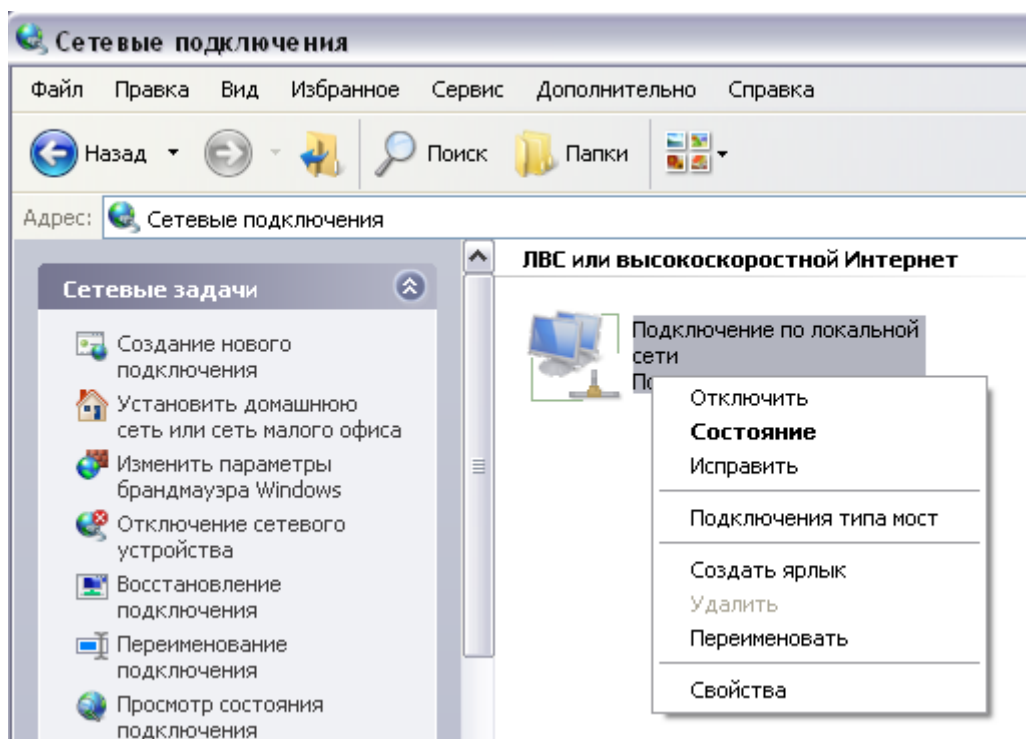 Сетевые подключения
Файл Правка Вид Избранное Сервис Дополнительно Справка
Назад Поиск Папки
Адрес: Сетевые подключения
Сетевые задачи
Создание нового
подключения
Установить домашнюю
сеть или сеть малого офиса
Изменить параметры
брандмауэра Windows
Отключение сетевого
устройства
Восстановление
подключения
Переименование
подключения
Просмотр состояния
подключения
ЛВС или высокоскоростной Интернет
Подключение по локальной
сети
Отключить
Состояние
Исправить
Подключения типа мост
Создать ярлык
Удалить
Переименовать
Свойства